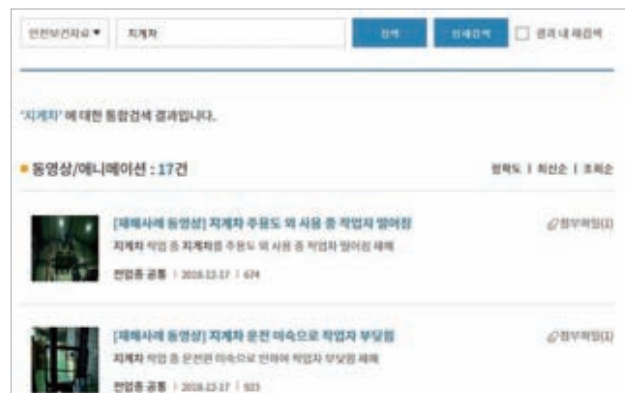 안전보건자료▼ 지게차 검색 상세검색 결과 내 재검색
'지게차' 에 대한 통합검색 결과입니다.
동영상/애니메이션 : 17건 정확도 | 최신순 | 조회순
[재해사례 동영상] 지게차 주용도 외 사용 중 작업자 떨어짐 첨부파일(1)
지게차 작업 중 지게차를 주용도 외 사용 중 작업자 떨어짐 재해
전업종 공통 | 2018-12-17 | 674
[재해사례 동영상] 지게차 운전 미숙으로 작업자 부딪힘 첨부파일(1)
지게차 작업 중 운전원 미숙으로 인하여 작업자 부딪힘 재해
전업종 공통 | 2018-12-17 | 923